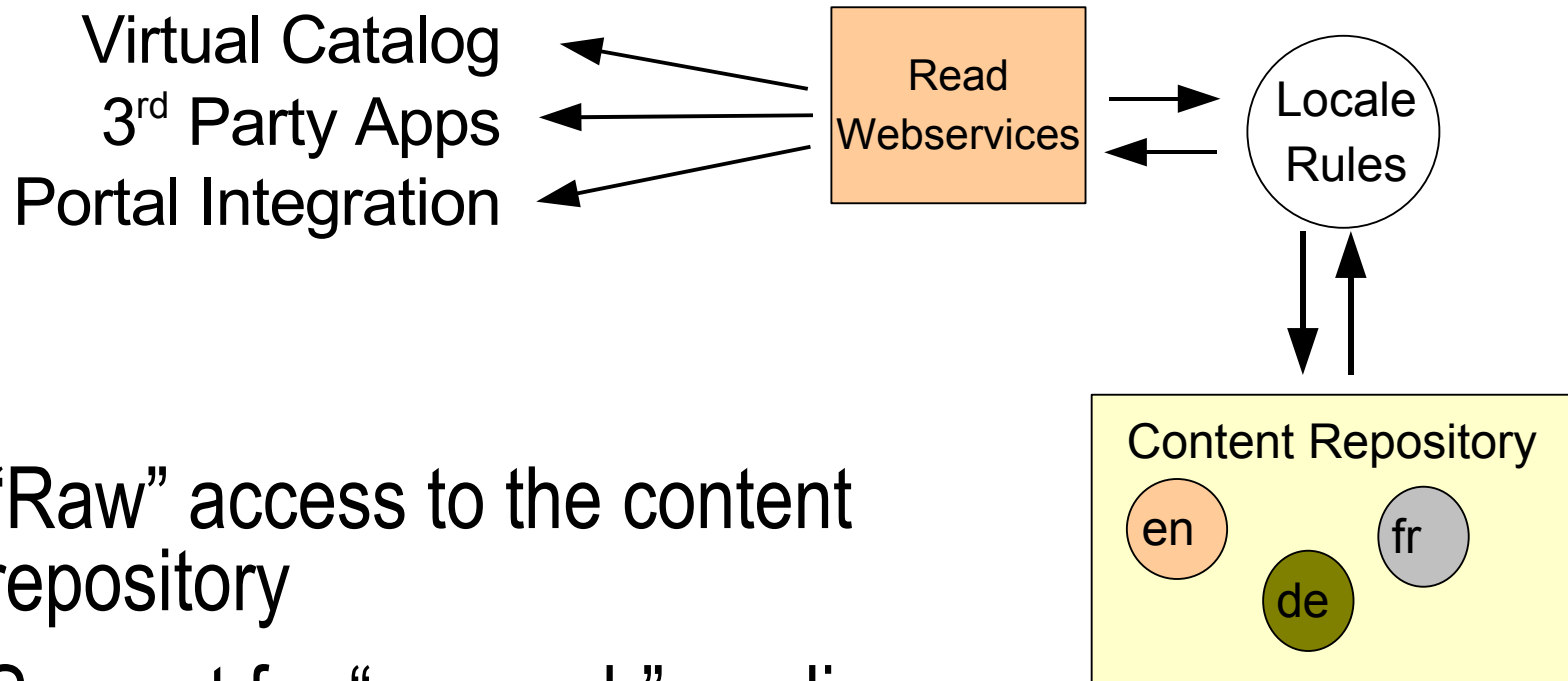 Virtual Catalog
3rd Party Apps
Portal Integration
Read
Webservices
Locale
Rules
Content Repository
en
fr
de
“Raw” access to the content
repository